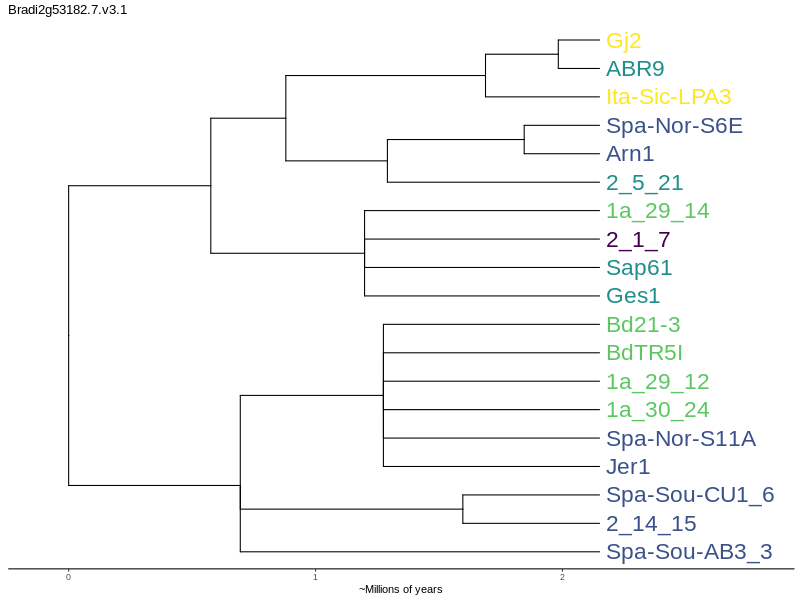 Bradi2g53182.7.v3.1
Gj2
ABR9
Ita-Sic-LPA3
Spa-Nor-S6E
Arn1
2_5_21
1a_29_14
2_1_7
Sap61
Ges1
Bd21-3
BdTR5I
1a_29_12
1a_30_24
Spa-Nor-S11A
Jer1
Spa-Sou-CU1_6
2_14_15
Spa-Sou-AB3_3
0 1 2
~Millions of years